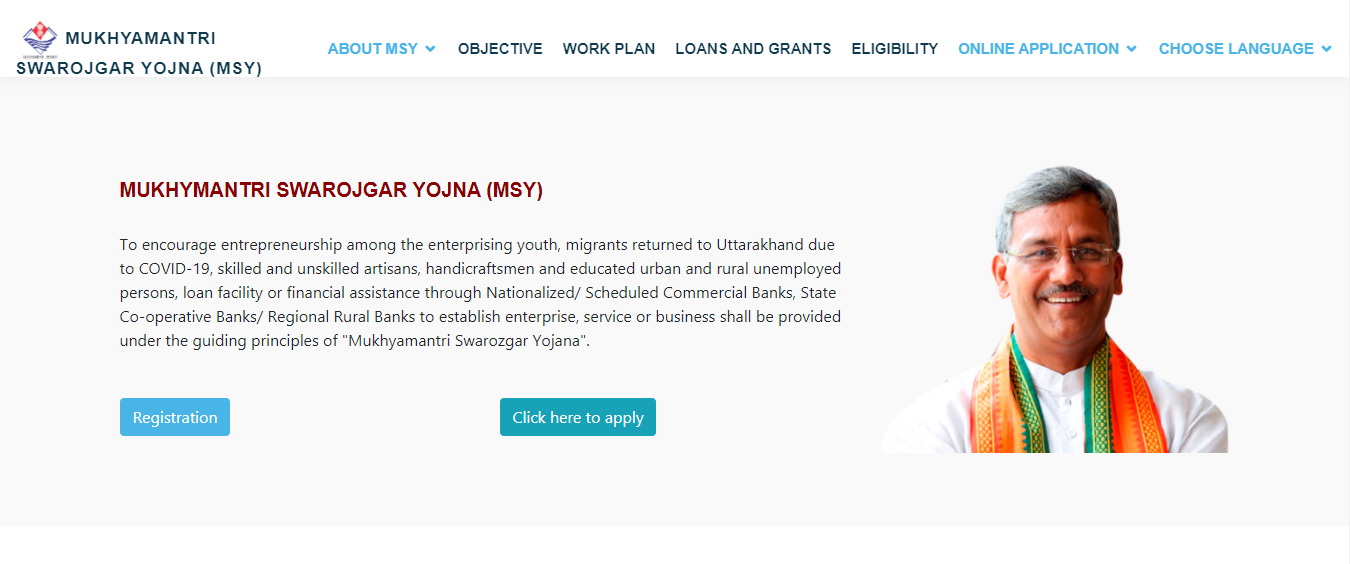 MUKHYAMANTRI
SWAROJGAR YOJNA (MSY)
ABOUT MSY
OBJECTIVE
WORK PLAN
LOANS AND GRANTS
ELIGIBILITY
ONLINE APPLICATION
CHOOSE LANGUAGE
MUKHYMANTRI SWAROJGAR YOJNA (MSY)
To encourage entrepreneurship among the enterprising youth, migrants returned to Uttarakhand due
to COVID-19, skilled and unskilled artisans, handicraftsmen and educated urban and rural unemployed
persons, loan facility or financial assistance through Nationalized/ Scheduled Commercial Banks, State
Co-operative Banks/ Regional Rural Banks to establish enterprise, service or business shall be provided
under the guiding principles of "Mukhyamantri Swarozgar Yojana".
Registration
Click here to apply